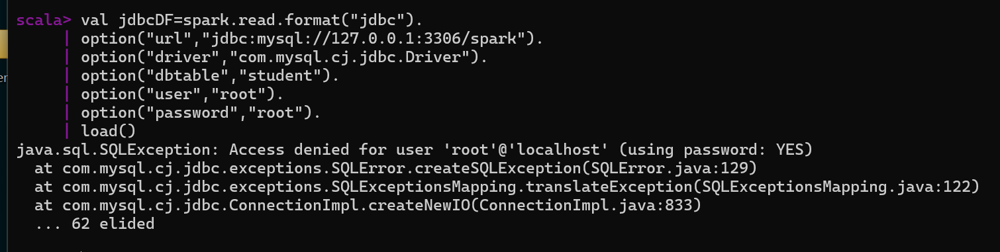 scala> val jdbcDF=spark.read.format("jdbc").
| option("url","jdbc:mysql://127.0.0.1:3306/spark").
| option("driver","com.mysql.cj.jdbc.Driver").
| option("dbtable","student").
| option("user","root").
| option("password","root").
| load()
java.sql.SQLException: Access denied for user 'root'@'localhost' (using password: YES)
at com.mysql.cj.jdbc.exceptions.SQLError.createSQLException(SQLError.java:129)
at com.mysql.cj.jdbc.exceptions.SQLExceptionsMapping.translateException(SQLExceptionsMapping.java:122)
at com.mysql.cj.jdbc.ConnectionImpl.createNewIO(ConnectionImpl.java:833)
... 62 elided